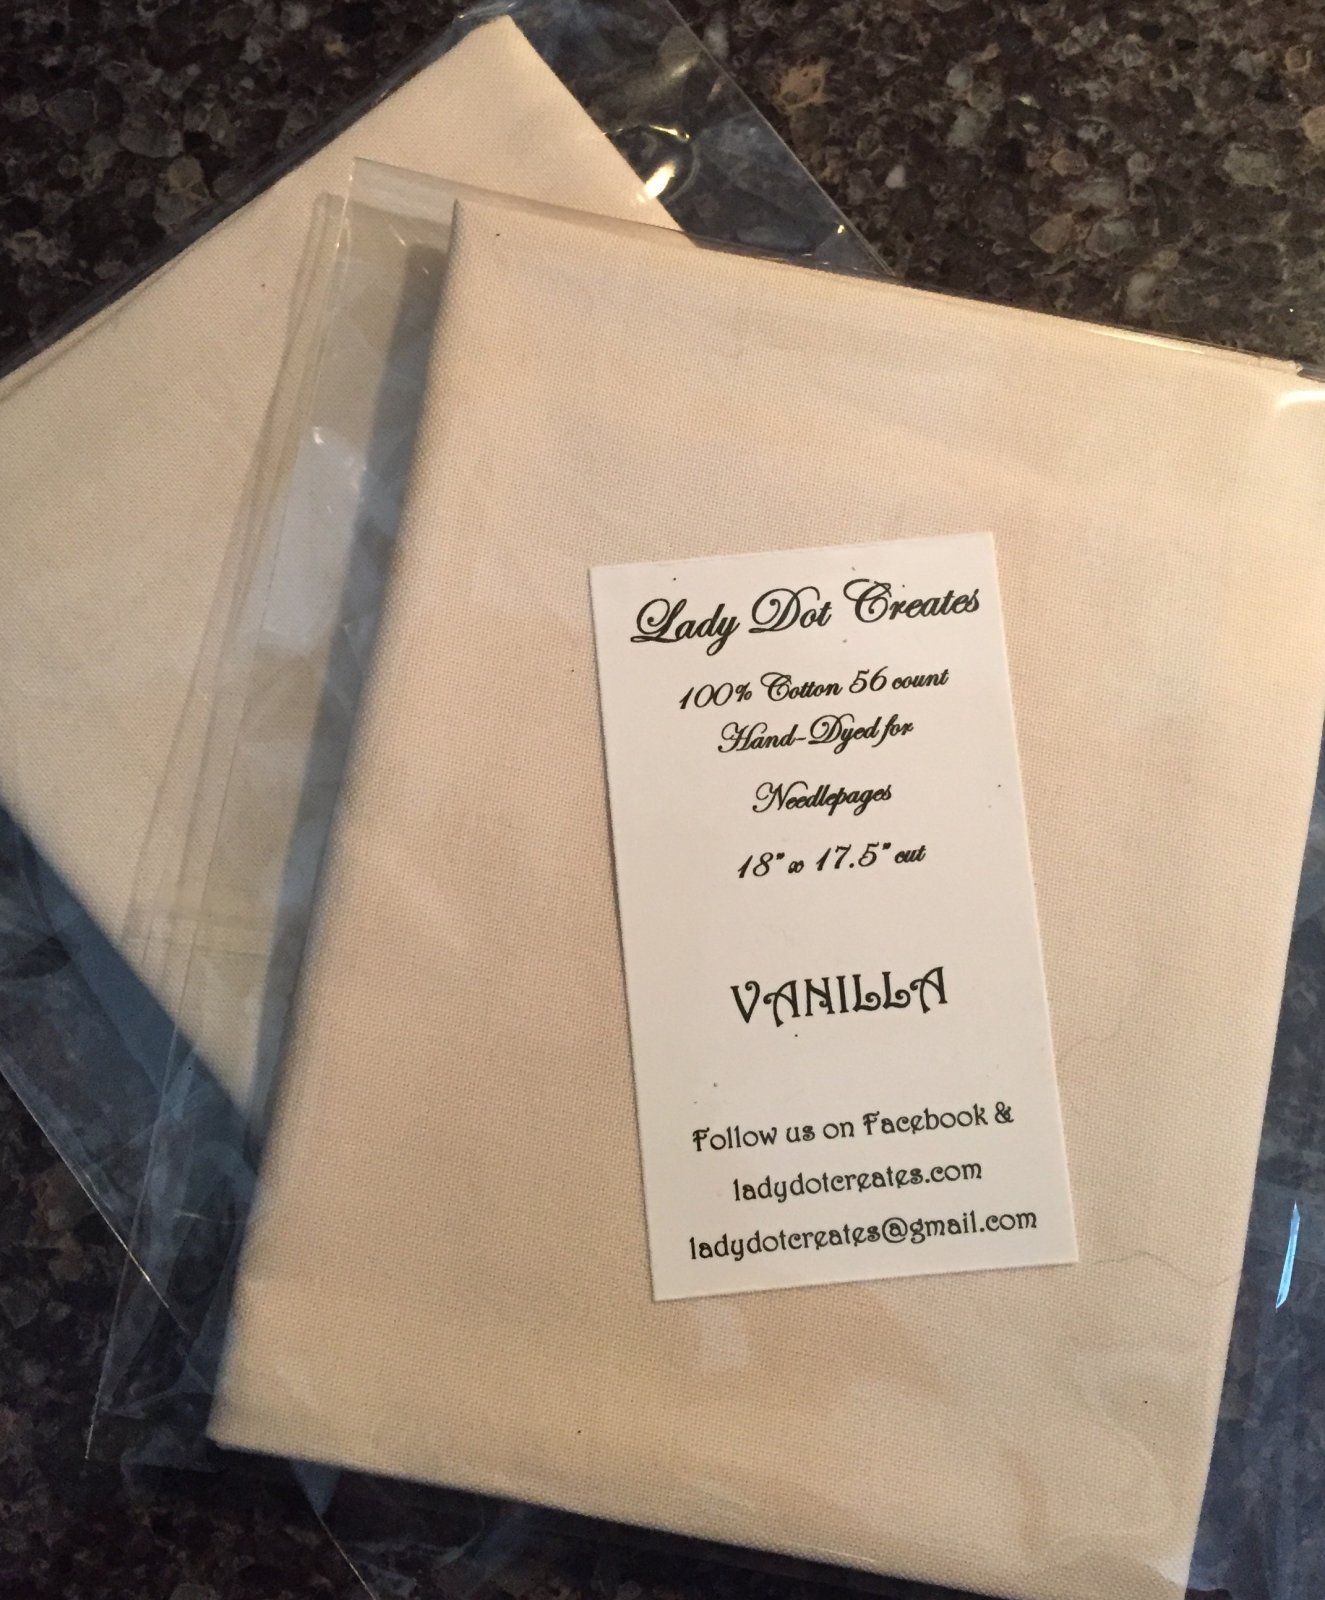 Lady Dot Creates
100% Cotton 56 count
Hand-Dyed for
Needlepages
18" x 17.5" cut
VANILLA
Follow us on Facebook &
ladydotcreates.com
ladydotcreates@gmail.com